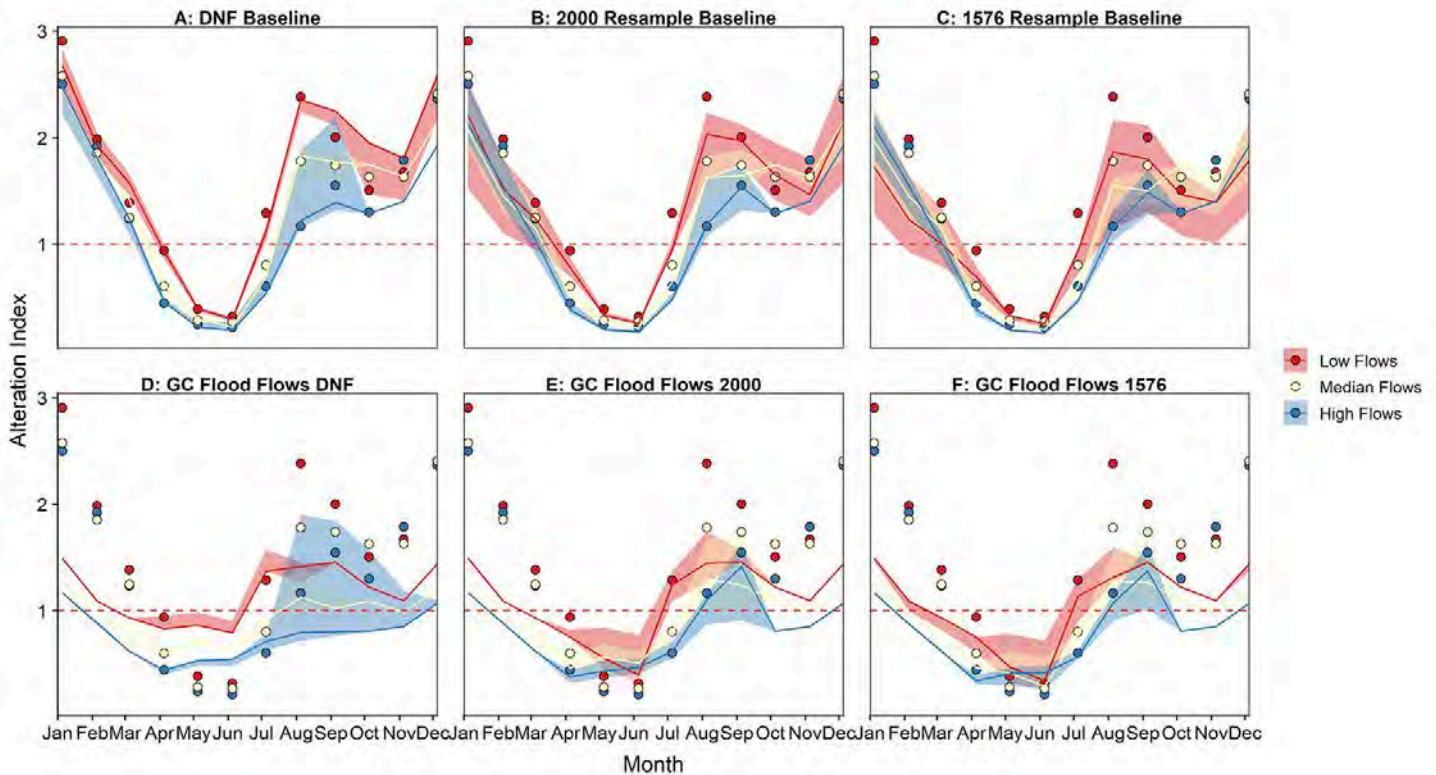 A: DNF Baseline
B: 2000 Resample Baseline
C: 1576 Resample Baseline
3
2
1
D: GC Flood Flows DNF
E: GC Flood Flows 2000
F: GC Flood Flows 1576
3
2
1
Alteration Index
Low Flows
Median Flows
High Flows
Jan Feb Mar Apr May Jun Jul Aug Sep Oct Nov Dec Jan Feb Mar Apr May Jun Jul Aug Sep Oct Nov Dec Jan Feb Mar Apr May Jun Jul Aug Sep Oct Nov Dec
Month